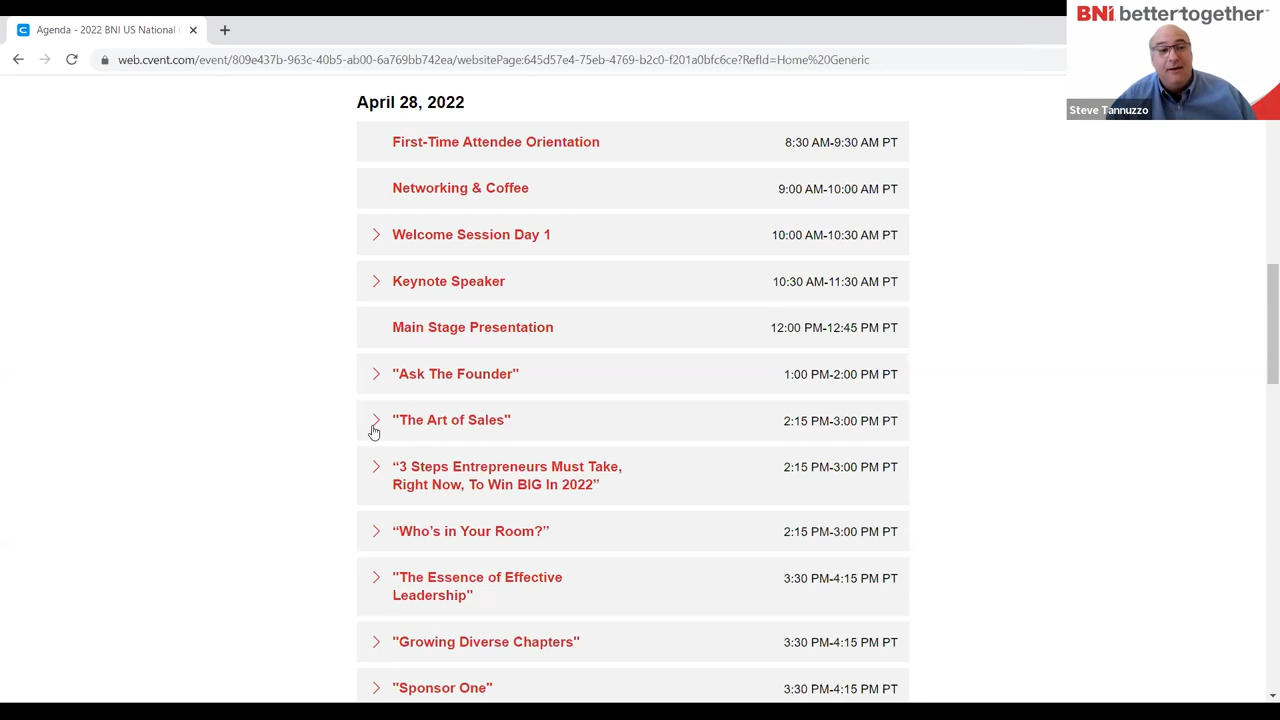 Agenda - 2022 BNI US National
web.cvent.com/event/809e437b-963c-40b5-ab00-6a769bb742ea/websitePage:645d57e4-75eb-4769-b2c0-f201a0bfc6ce?RefId=Home%20Generic
BNI. bettertogether™
Steve Tannuzzo
April 28, 2022
First-Time Attendee Orientation 8:30 AM-9:30 AM PT
Networking & Coffee 9:00 AM-10:00 AM PT
Welcome Session Day 1 10:00 AM-10:30 AM PT
Keynote Speaker 10:30 AM-11:30 AM PT
Main Stage Presentation 12:00 PM-12:45 PM PT
"Ask The Founder" 1:00 PM-2:00 PM PT
"The Art of Sales" 2:15 PM-3:00 PM PT
“3 Steps Entrepreneurs Must Take, 2:15 PM-3:00 PM PT
Right Now, To Win BIG In 2022”
“Who’s in Your Room?” 2:15 PM-3:00 PM PT
"The Essence of Effective 3:30 PM-4:15 PM PT
Leadership"
"Growing Diverse Chapters" 3:30 PM-4:15 PM PT
"Sponsor One" 3:30 PM-4:15 PM PT